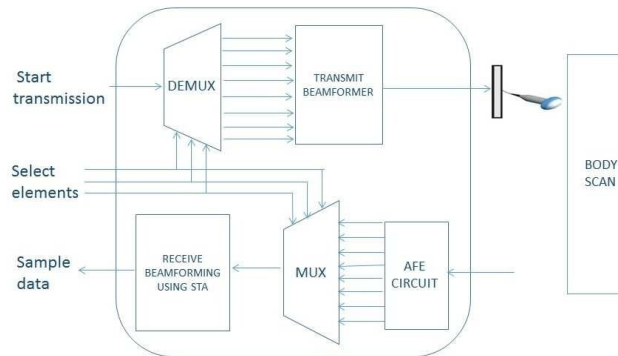 Start
transmission
DEMUX
TRANSMIT
BEAMFORMER
Select
elements
BODY
SCAN
Sample
data
RECEIVE
BEAMFORMING
USING STA
MUX
AFE
CIRCUIT